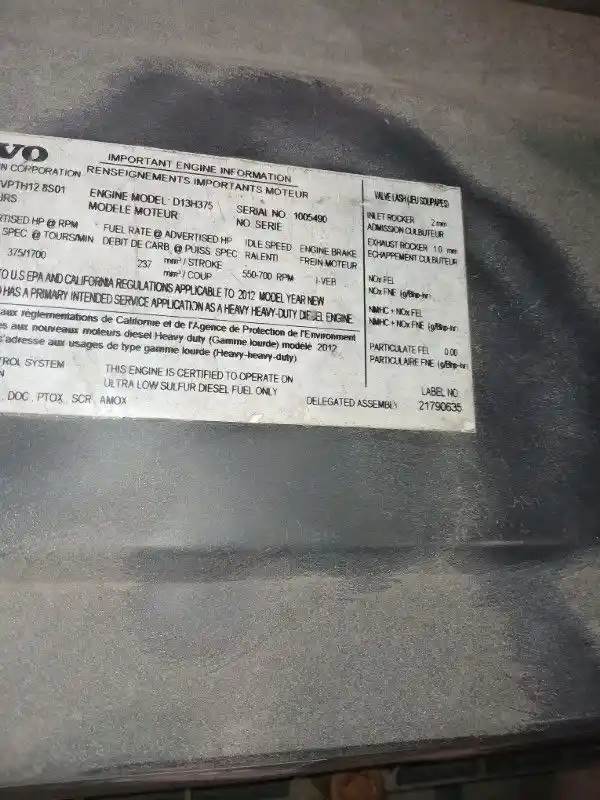 VO
IMPORTANT ENGINE INFORMATION
RENSEIGNEMENTS IMPORTANTS MOTEUR
N CORPORATION
VPTH12.8S01
URS
ENGINE MODEL: D13H375
MODELE MOTEUR:
SERIAL NO 1005490
NO. SERIE
RTISED HP @ RPM
SPEC @ TOURS/MIN
375/1700
FUEL RATE @ ADVERTISED HP
DEBIT DE CARB. @ PUISS. SPEC
237 mm³ / STROKE
mm³ / COUP
IDLE SPEED
RALENTI
550-700 RPM
ENGINE BRAKE
FREIN MOTEUR
I-VEB
TO U.S EPA AND CALIFORNIA REGULATIONS APPLICABLE TO 2012 MODEL YEAR NEW
HAS A PRIMARY INTENDED SERVICE APPLICATION AS A HEAVY HEAVY-DUTY DIESEL ENGINE.
aux règlementations de Californie et de l'Agence de Protection de l'Environment
es aux nouveaux moteurs diesel Heavy duty (Gamme lourde) modèle 2012
s'adresse aux usages de type gamme lourde (Heavy-heavy-duty)
ROL SYSTEM
N
, DOC, PTOX, SCR, AMOX
THIS ENGINE IS CERTIFIED TO OPERATE ON
ULTRA LOW SULFUR DIESEL FUEL ONLY
DELEGATED ASSEMBLY
VALVE LASH (JEU SOUPAPES)
INLET ROCKER .2 mm
ADMISSION CULBUTEUR
EXHAUST ROCKER 1.0 mm
ECHAPPEMENT CULBUTEUR
NOx FEL
NOx FNE (g/Bhp-hr)
NMHC + NOx FEL
NMHC + NOx FNE (g/Bhp-hr)
PARTICULATE FEL 0.00
PARTICULAIRE FNE (g/Bhp-hr)
LABEL NO.
21790635